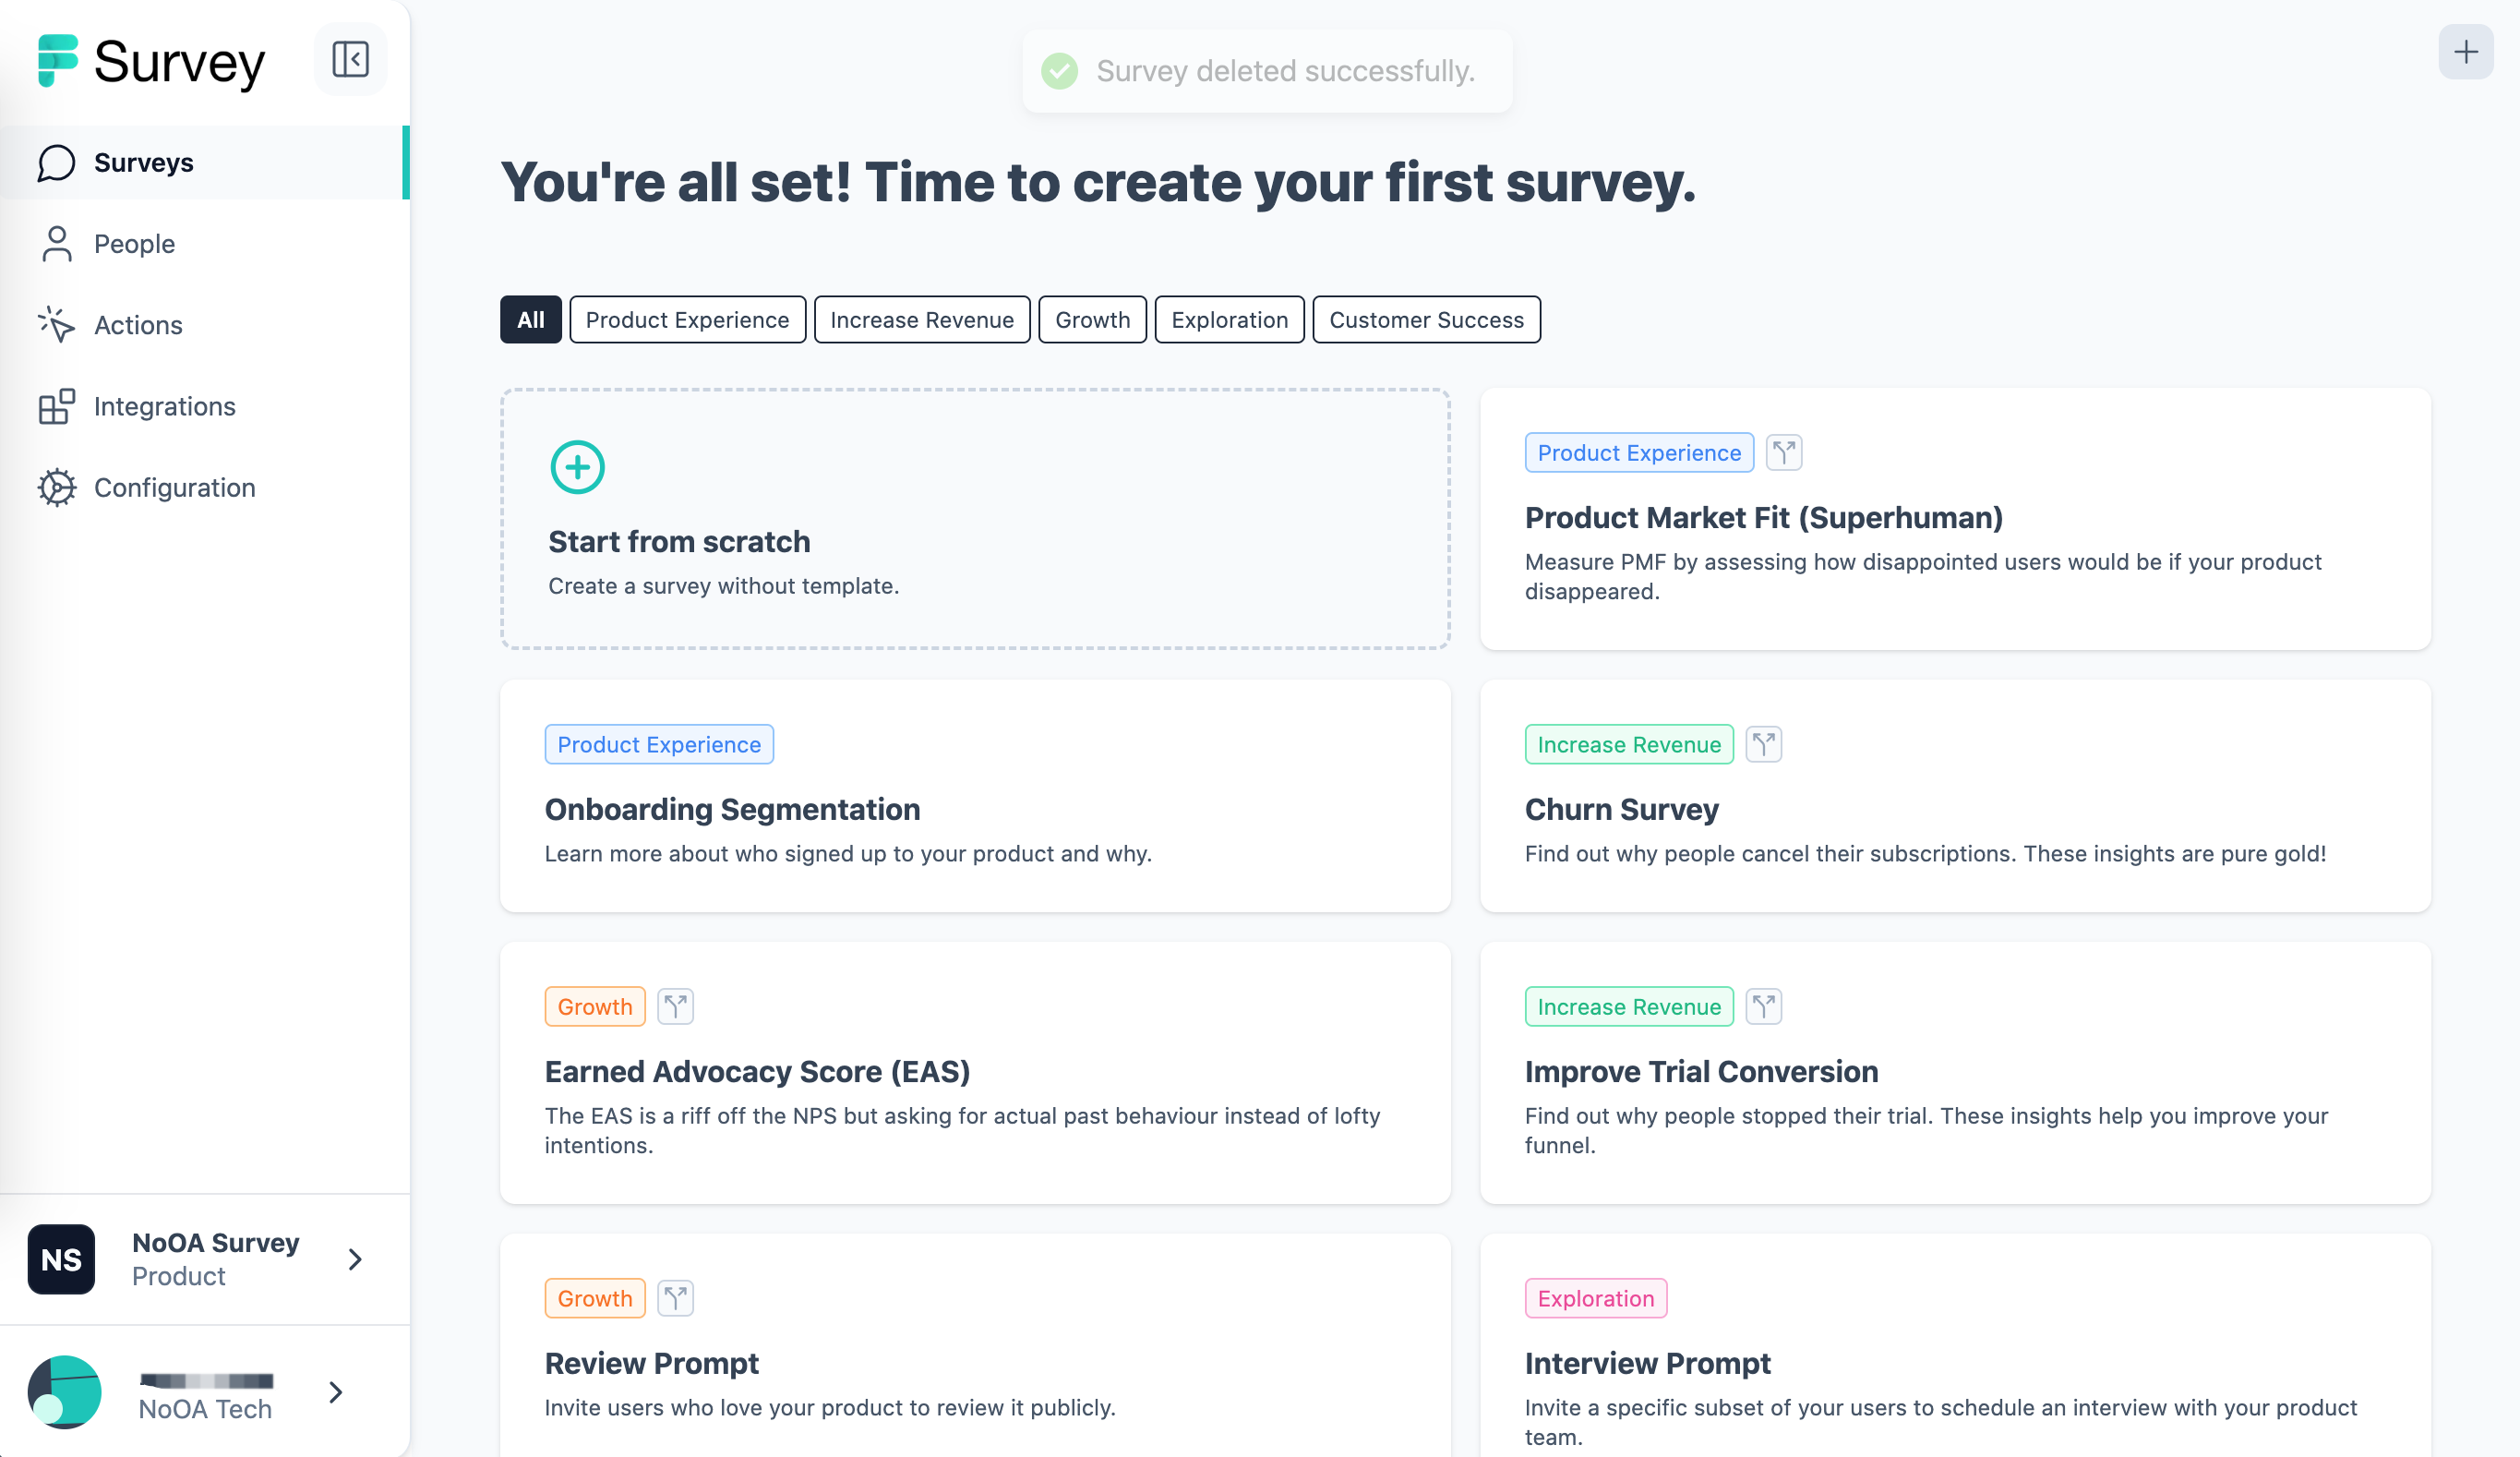 Survey
Surveys
People
Actions
Integrations
Configuration
NS
NoOA Survey
Product
NoOA Tech
Survey deleted successfully.
You're all set! Time to create your first survey.
All
Product Experience
Increase Revenue
Growth
Exploration
Customer Success
Start from scratch
Create a survey without template.
Product Experience
Product Market Fit (Superhuman)
Measure PMF by assessing how disappointed users would be if your product
disappeared.
Product Experience
Onboarding Segmentation
Learn more about who signed up to your product and why.
Increase Revenue
Churn Survey
Find out why people cancel their subscriptions. These insights are pure gold!
Growth
Earned Advocacy Score (EAS)
The EAS is a riff off the NPS but asking for actual past behaviour instead of lofty
intentions.
Increase Revenue
Improve Trial Conversion
Find out why people stopped their trial. These insights help you improve your
funnel.
Growth
Review Prompt
Invite users who love your product to review it publicly.
Exploration
Interview Prompt
Invite a specific subset of your users to schedule an interview with your product
team.